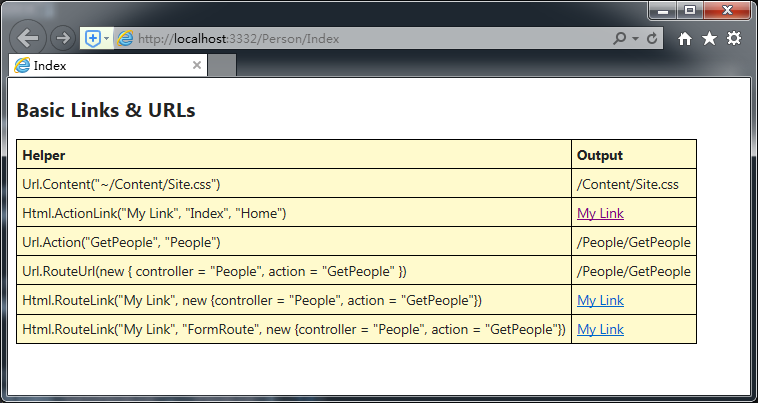 http://localhost:3332/Person/Index
Index
Basic Links & URLs
Helper Output
Url.Content("~/Content/Site.css") /Content/Site.css
Html.ActionLink("My Link", "Index", "Home") My Link
Url.Action("GetPeople", "People") /People/GetPeople
Url.RouteUrl(new { controller = "People", action = "GetPeople" }) /People/GetPeople
Html.RouteLink("My Link", new {controller = "People", action = "GetPeople"}) My Link
Html.RouteLink("My Link", "FormRoute", new {controller = "People", action = "GetPeople"}) My Link